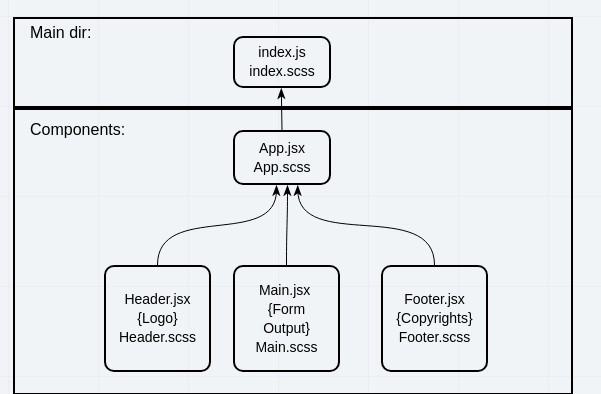 Main dir:
index.js
index.scss
Components:
App.jsx
App.scss
Header.jsx
{Logo}
Header.scss
Main.jsx
{Form
Output}
Main.scss
Footer.jsx
{Copyrights}
Footer.scss